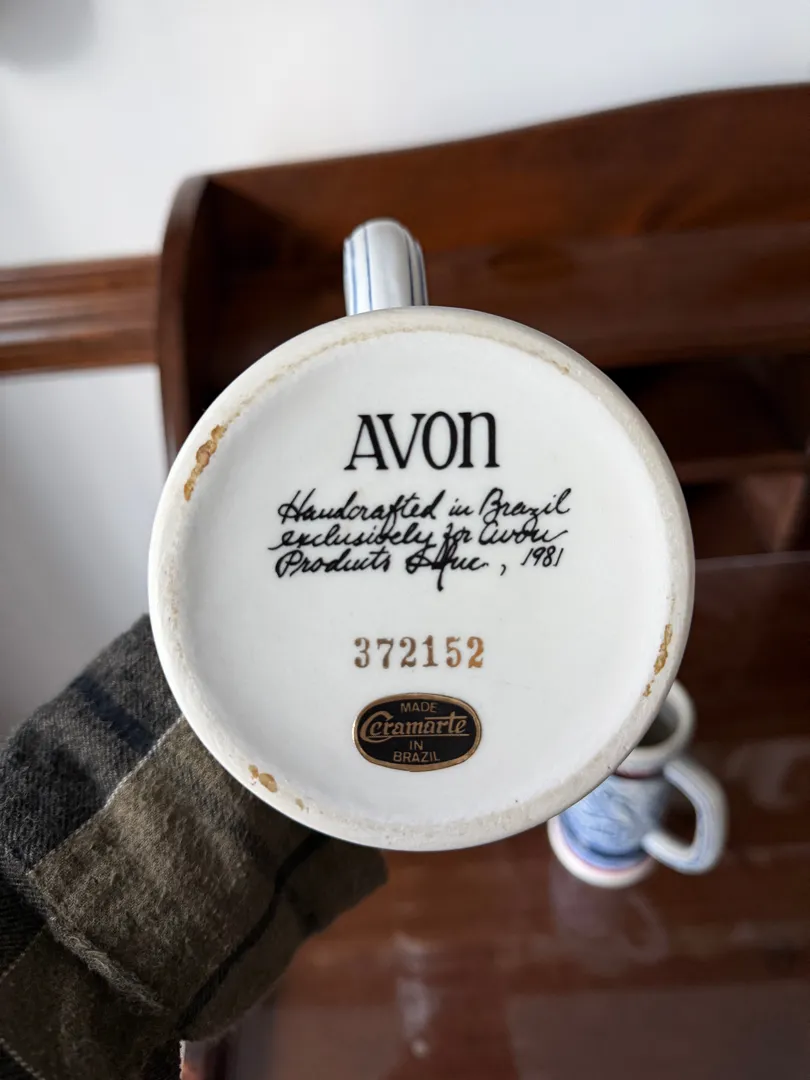 AVON
Handcrafted in Brazil
exclusively for Avon
Products Inc., 1981
372152
MADE
Ceramarte
IN
BRAZIL